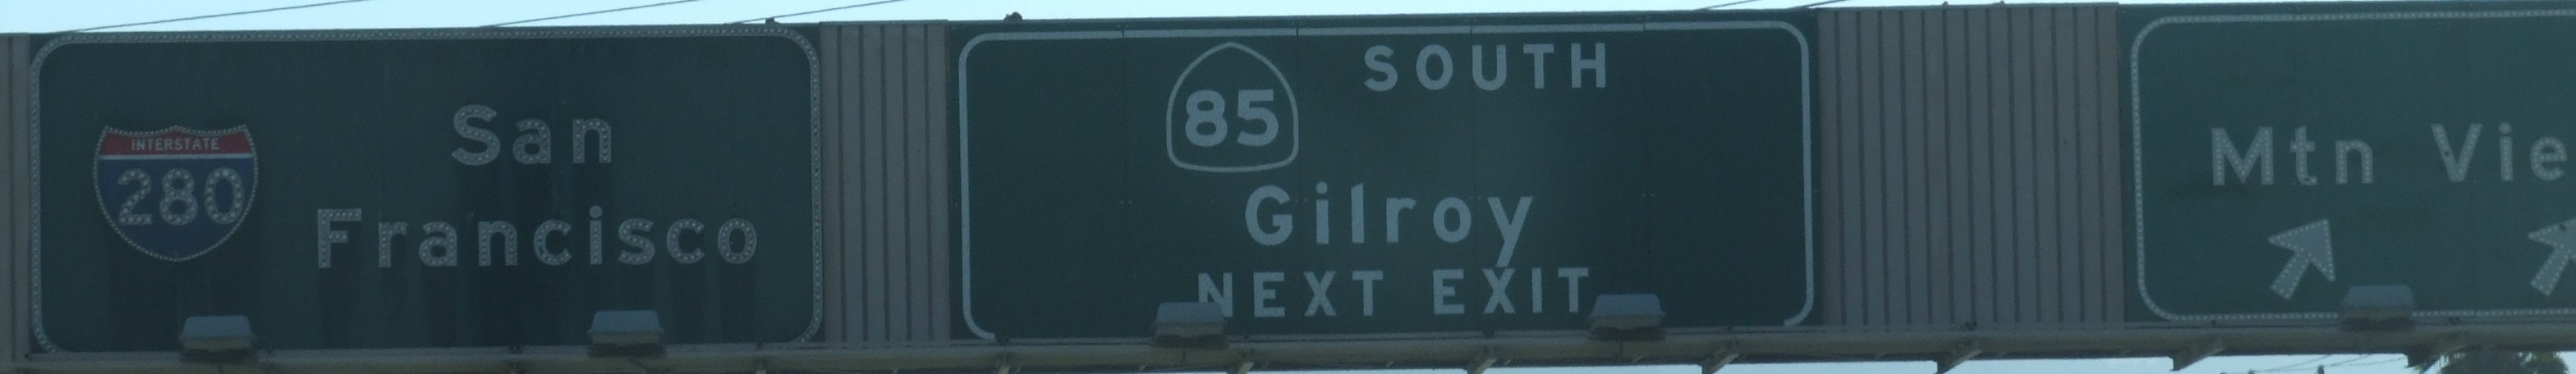 INTERSTATE
280
San
Francisco
85
SOUTH
Gilroy
NEXT EXIT
Mtn Vie